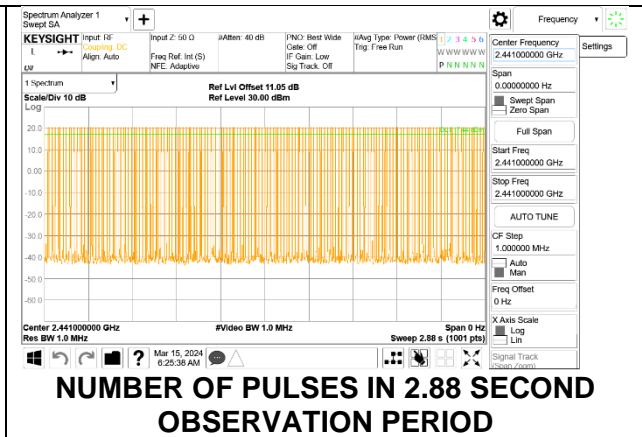 Spectrum Analyzer 1
Swept SA
+
Frequency
KEYSIGHT
Input: RF
Coupling: DC
Align: Auto
Input Z: 50 Ω
Freq Ref: Int (S)
NFE: Adaptive
#Atten: 40 dB
PNO: Best Wide
Gate: Off
IF Gain: Low
Sig Track: Off
#Avg Type: Power (RMS
Trig: Free Run
1 2 3 4 5 6
W W W W W W
P N N N N N
L
Center Frequency
2.441000000 GHz
Settings
Span
0.00000000 Hz
Swept Span
Zero Span
Full Span
Start Freq
2.441000000 GHz
Stop Freq
2.441000000 GHz
AUTO TUNE
CF Step
1.000000 MHz
Auto
Man
Freq Offset
0 Hz
X Axis Scale
Log
Lin
Signal Track
(Span Zoom)
1 Spectrum
Scale/Div 10 dB
Log
Ref Lvl Offset 11.05 dB
Ref Level 30.00 dBm
20.0
10.0
0.00
-10.0
-20.0
-30.0
-40.0
-50.0
-60.0
Center 2.441000000 GHz
Res BW 1.0 MHz
#Video BW 1.0 MHz
Span 0 Hz
Sweep 2.88 s (1001 pts)
?
Mar 15, 2024
6:25:38 AM
NUMBER OF PULSES IN 2.88 SECOND
OBSERVATION PERIOD